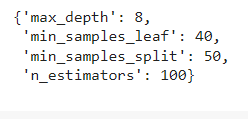 {'max_depth': 8,
'min_samples_leaf': 40,
'min_samples_split': 50,
'n_estimators': 100}